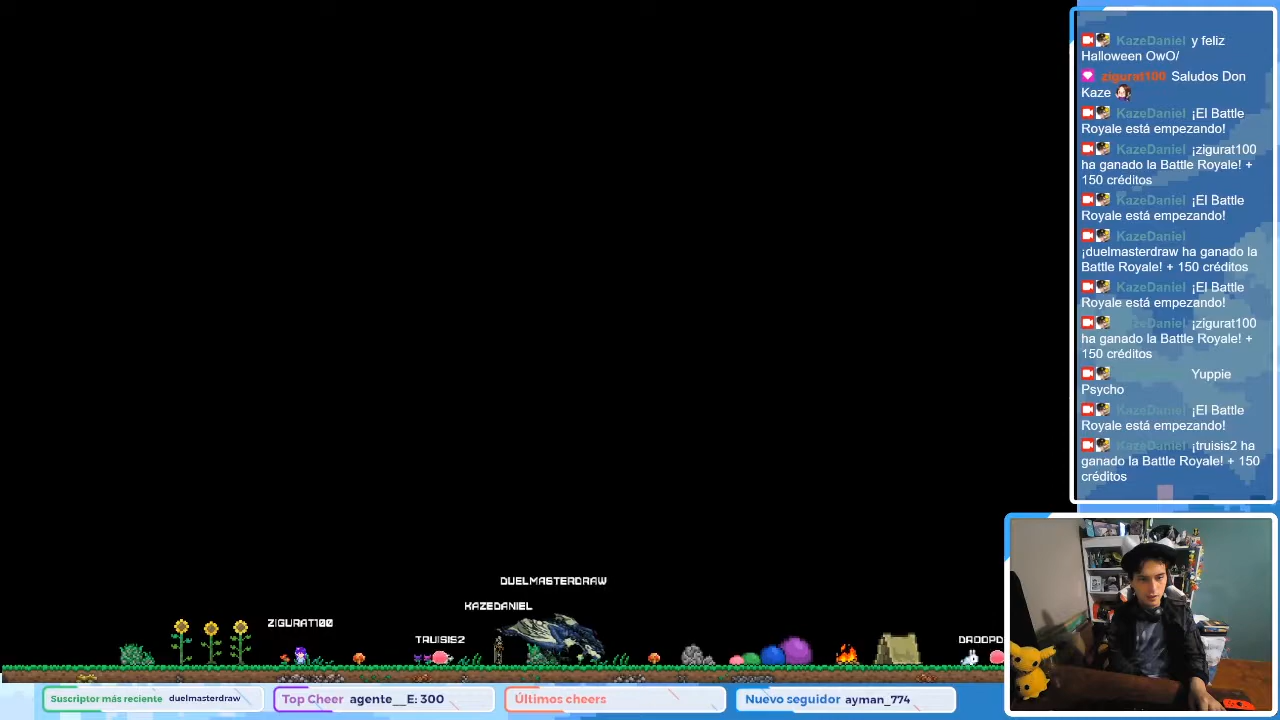 KazeDaniel y feliz
Halloween OwO/
zigurat100 Saludos Don
Kaze
KazeDaniel ¡El Battle
Royale está empezando!
KazeDaniel ¡zigurat100
ha ganado la Battle Royale! +
150 créditos
KazeDaniel ¡El Battle
Royale está empezando!
KazeDaniel
¡duelmasterdraw ha ganado la
Battle Royale! + 150 créditos
KazeDaniel ¡El Battle
Royale está empezando!
KazeDaniel ¡zigurat100
ha ganado la Battle Royale! +
150 créditos
Yuppie
Psycho
KazeDaniel ¡El Battle
Royale está empezando!
KazeDaniel ¡truisis2 ha
ganado la Battle Royale! + 150
créditos
DUELMASTERDRAW
KAZEDANIEL
ZIGURAT100
TRUISIS2
DROOPD
Suscriptor más reciente duelmasterdraw
Top Cheer agente__E: 300
Últimos cheers
Nuevo seguidor ayman_774